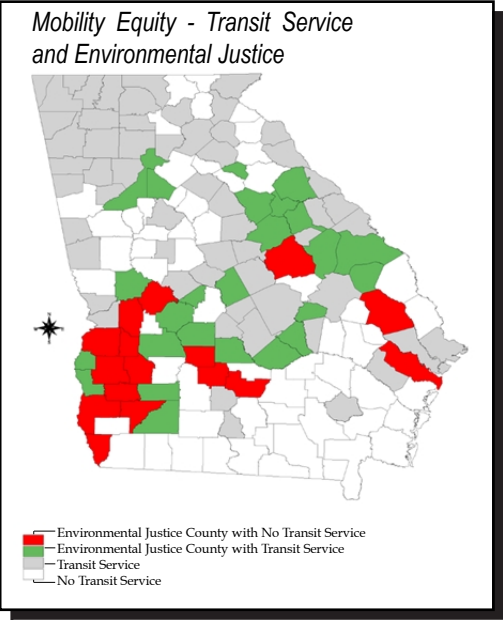 Mobility Equity - Transit Service
and Environmental Justice
Environmental Justice County with No Transit Service
Environmental Justice County with Transit Service
Transit Service
No Transit Service